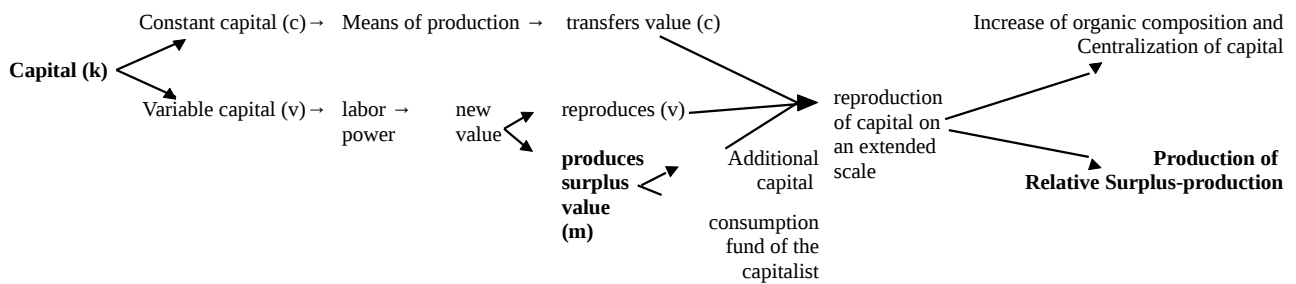 Constant capital (c)→ Means of production → transfers value (c)
Increase of organic composition and
Centralization of capital
Capital (k)
Variable capital (v)→
labor →
power
new
value
reproduces (v)
produces
surplus
value
(m)
Additional
capital
consumption
fund of the
capitalist
reproduction
of capital on
an extended
scale
Production of
Relative Surplus-production